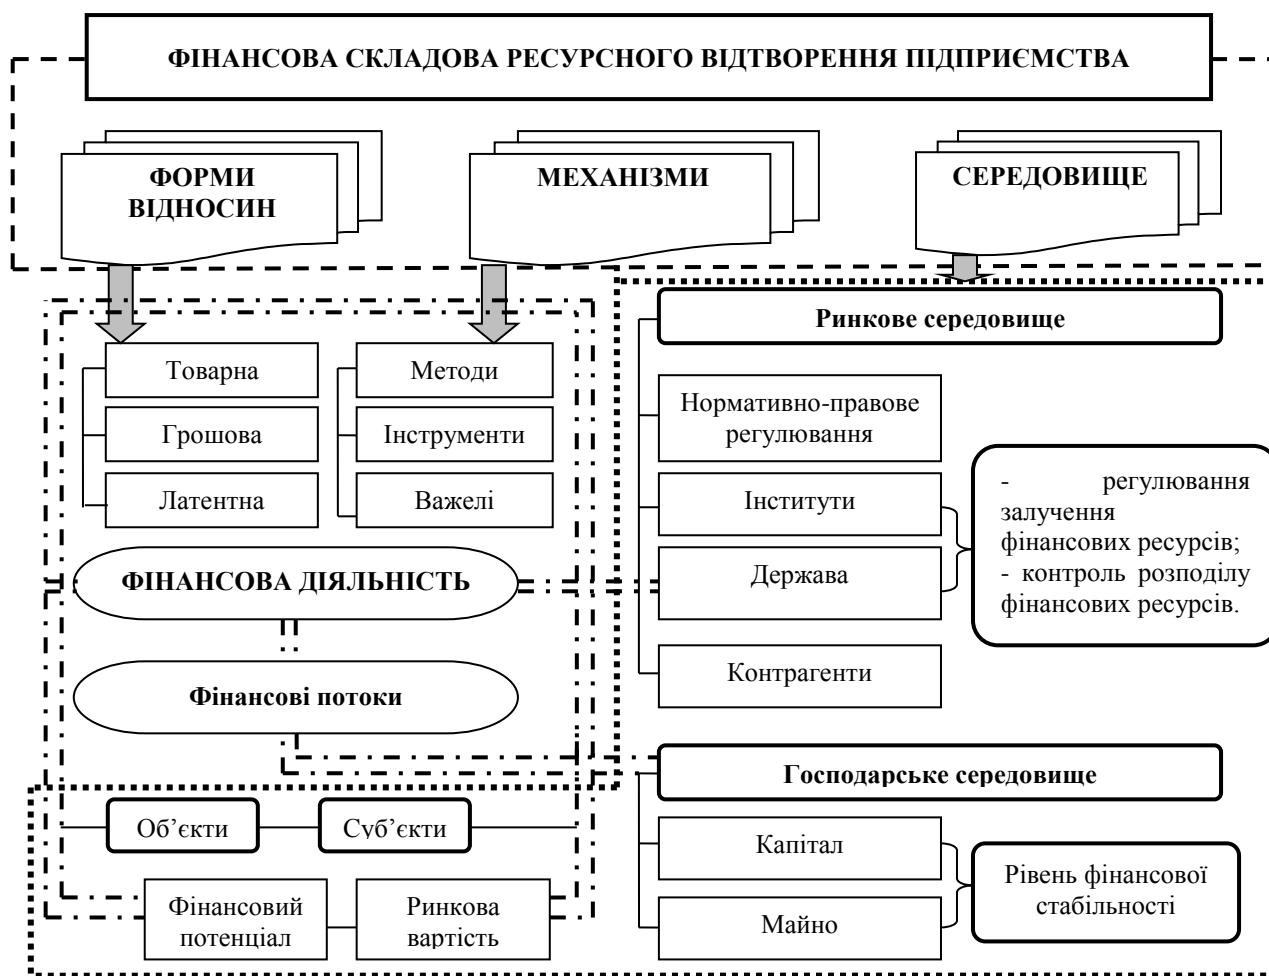 ФІНАНСОВА СКЛАДОВА РЕСУРСНОГО ВІДТВОРЕННЯ ПІДПРИЄМСТВА
ФОРМИ
ВІДНОСИН
МЕХАНІЗМИ
СЕРЕДОВИЩЕ
Товарна
Грошова
Латентна
Методи
Інструменти
Важелі
ФІНАНСОВА ДІЯЛЬНІСТЬ
Фінансові потоки
Об’єкти
Суб’єкти
Фінансовий
потенціал
Ринкова
вартість
Ринкове середовище
Нормативно-правове
регулювання
Інститути
Держава
Контрагенти
- регулювання
залучення
фінансових ресурсів;
- контроль розподілу
фінансових ресурсів.
Господарське середовище
Капітал
Майно
Рівень фінансової
стабільності